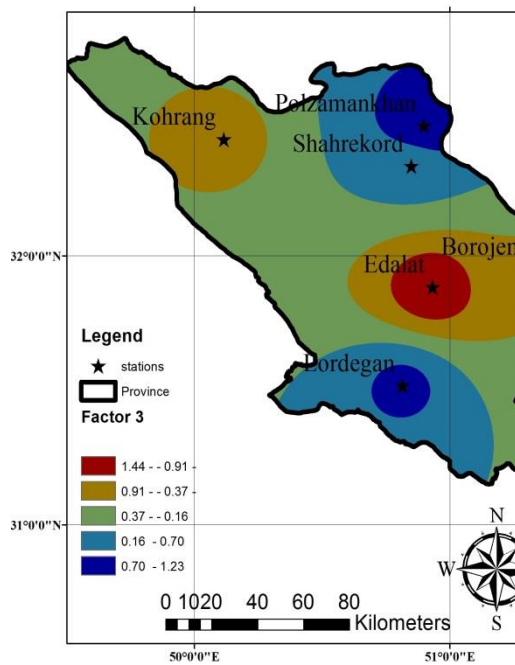 Polzamankhan
Kohrang
Shahrekord
32°0'0"N
Borojen
Edalat
Legend
stations
Lordegan
Province
Factor 3
1.44 - - 0.91 -
0.91 - - 0.37 -
0.37 - - 0.16
0.16 - 0.70
31°0'0"N
0.70 - 1.23
N
W
S
0 10 20 40 60 80
Kilometers
50°0'0"E 51°0'0"E